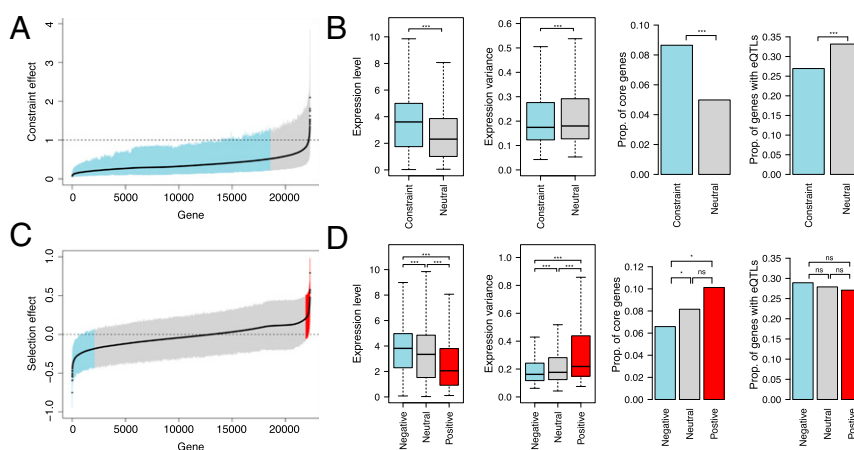 A
Constraint effect
4
3
2
1
0
0 5000 10000 15000 20000
Gene
B
Expression level
10
8
6
4
2
0
***
Constraint
Neutral
Expression variance
0.6
0.5
0.4
0.3
0.2
0.1
0.0
***
Constraint
Neutral
Prop. of core genes
0.10
0.08
0.06
0.04
0.02
0.00
***
Constraint
Neutral
Prop. of genes with eQTLs
0.35
0.30
0.25
0.20
0.15
0.10
0.05
0.00
***
Constraint
Neutral
C
Selection effect
1.0
0.5
0.0
−0.5
−1.0
0 5000 10000 15000 20000
Gene
D
Expression level
10
8
6
4
2
0
***
*** ***
Negative
Neutral
Postive
Expression variance
1.0
0.8
0.6
0.4
0.2
0.0
***
*** ***
Negative
Neutral
Positive
Prop. of core genes
0.12
0.10
0.08
0.06
0.04
0.02
0.00
*
* ns
Negative
Neutral
Postive
Prop. of genes with eQTLs
0.35
0.30
0.25
0.20
0.15
0.10
0.05
0.00
ns
ns ns
Negative
Neutral
Postive